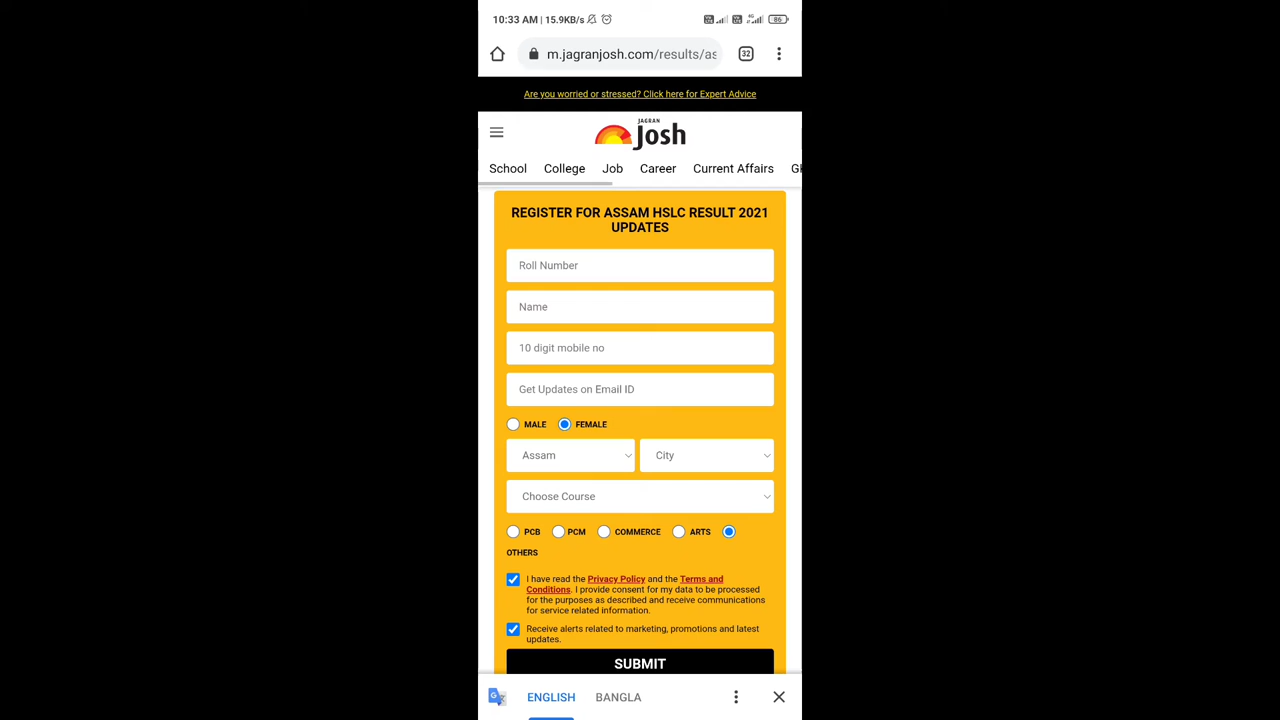 10:33 AM | 15.9KB/s
86
m.jagranjosh.com/results/as
32
Are you worried or stressed? Click here for Expert Advice
JAGRAN
Josh
School College Job Career Current Affairs GK
REGISTER FOR ASSAM HSLC RESULT 2021
UPDATES
Roll Number
Name
10 digit mobile no
Get Updates on Email ID
MALE FEMALE
Assam City
Choose Course
PCB PCM COMMERCE ARTS
OTHERS
I have read the Privacy Policy and the Terms and
Conditions. I provide consent for my data to be processed
for the purposes as described and receive communications
for service related information.
Receive alerts related to marketing, promotions and latest
updates.
SUBMIT
ENGLISH BANGLA